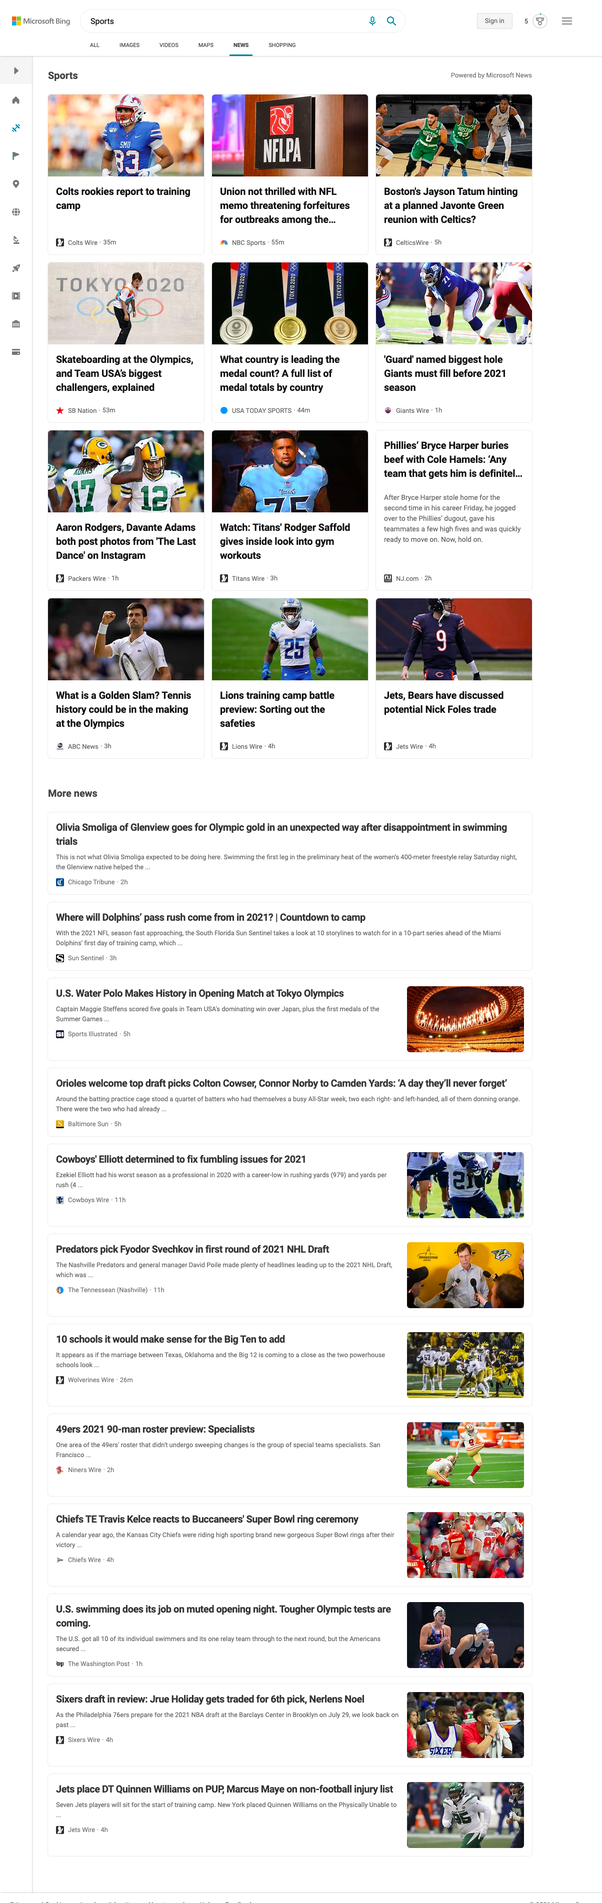 Microsoft Bing
Sports
Sign in
5
ALL
IMAGES
VIDEOS
MAPS
NEWS
SHOPPING
Sports
Powered by Microsoft News
SMU
83
NFLPA
Colts rookies report to training
camp
Colts Wire · 35m
Union not thrilled with NFL
memo threatening forfeitures
for outbreaks among the...
NBC Sports · 55m
Boston's Jayson Tatum hinting
at a planned Javonte Green
reunion with Celtics?
CelticsWire · 5h
TOKYO 2020
Skateboarding at the Olympics,
and Team USA's biggest
challengers, explained
SB Nation · 53m
What country is leading the
medal count? A full list of
medal totals by country
USA TODAY SPORTS · 44m
'Guard' named biggest hole
Giants must fill before 2021
season
Giants Wire · 1h
17
12
Aaron Rodgers, Davante Adams
both post photos from 'The Last
Dance' on Instagram
Packers Wire · 1h
75
Watch: Titans' Rodger Saffold
gives inside look into gym
workouts
Titans Wire · 3h
Phillies' Bryce Harper buries
beef with Cole Hamels: 'Any
team that gets him is definitel...
After Bryce Harper stole home for the
second time in his career Friday, he jogged
over to the Phillies' dugout, gave his
teammates a few high fives and was quickly
ready to move on. Now, hold on.
NJ.com · 2h
25
9
What is a Golden Slam? Tennis
history could be in the making
at the Olympics
ABC News · 3h
Lions training camp battle
preview: Sorting out the
safeties
Lions Wire · 4h
Jets, Bears have discussed
potential Nick Foles trade
Jets Wire · 4h
More news
Olivia Smoliga of Glenview goes for Olympic gold in an unexpected way after disappointment in swimming
trials
This is not what Olivia Smoliga expected to be doing here. Swimming the first leg in the preliminary heat of the women's 400-meter freestyle relay Saturday night,
the Glenview native helped the ...
Chicago Tribune · 2h
Where will Dolphins' pass rush come from in 2021? | Countdown to camp
With the 2021 NFL season fast approaching, the South Florida Sun Sentinel takes a look at 10 storylines to watch for in a 10-part series ahead of the Miami
Dolphins' first day of training camp, which ...
Sun Sentinel · 3h
U.S. Water Polo Makes History in Opening Match at Tokyo Olympics
Captain Maggie Steffens scored five goals in Team USA's dominating win over Japan, plus the first medals of the
Summer Games ...
Sports Illustrated · 5h
Orioles welcome top draft picks Colton Cowser, Connor Norby to Camden Yards: 'A day they'll never forget'
Around the batting practice cage stood a quartet of batters who had themselves a busy All-Star week, two each right- and left-handed, all of them donning orange.
There were the two who had already ...
Baltimore Sun · 5h
Cowboys' Elliott determined to fix fumbling issues for 2021
Ezekiel Elliott had his worst season as a professional in 2020 with a career-low in rushing yards (979) and yards per
rush (4 ...
Cowboys Wire · 11h
21
Predators pick Fyodor Svechkov in first round of 2021 NHL Draft
The Nashville Predators and general manager David Poile made plenty of headlines leading up to the 2021 NHL Draft,
which was ...
The Tennessean (Nashville) · 11h
10 schools it would make sense for the Big Ten to add
It appears as if the marriage between Texas, Oklahoma and the Big 12 is coming to a close as the two powerhouse
schools look ...
Wolverines Wire · 26m
49ers 2021 90-man roster preview: Specialists
One area of the 49ers' roster that didn't undergo sweeping changes is the group of special teams specialists. San
Francisco ...
Niners Wire · 2h
Chiefs TE Travis Kelce reacts to Buccaneers' Super Bowl ring ceremony
A calendar year ago, the Kansas City Chiefs were riding high sporting brand new gorgeous Super Bowl rings after their
victory ...
Chiefs Wire · 4h
U.S. swimming does its job on muted opening night. Tougher Olympic tests are
coming.
The U.S. got all 10 of its individual swimmers and its one relay team through to the next round, but the Americans
secured ...
The Washington Post · 1h
Sixers draft in review: Jrue Holiday gets traded for 6th pick, Nerlens Noel
As the Philadelphia 76ers prepare for the 2021 NBA draft at the Barclays Center in Brooklyn on July 29, we look back on
past ...
Sixers Wire · 4h
SIXERS
Jets place DT Quinnen Williams on PUP, Marcus Maye on non-football injury list
Seven Jets players will sit for the start of training camp. New York placed Quinnen Williams on the Physically Unable to
...
Jets Wire · 4h
95